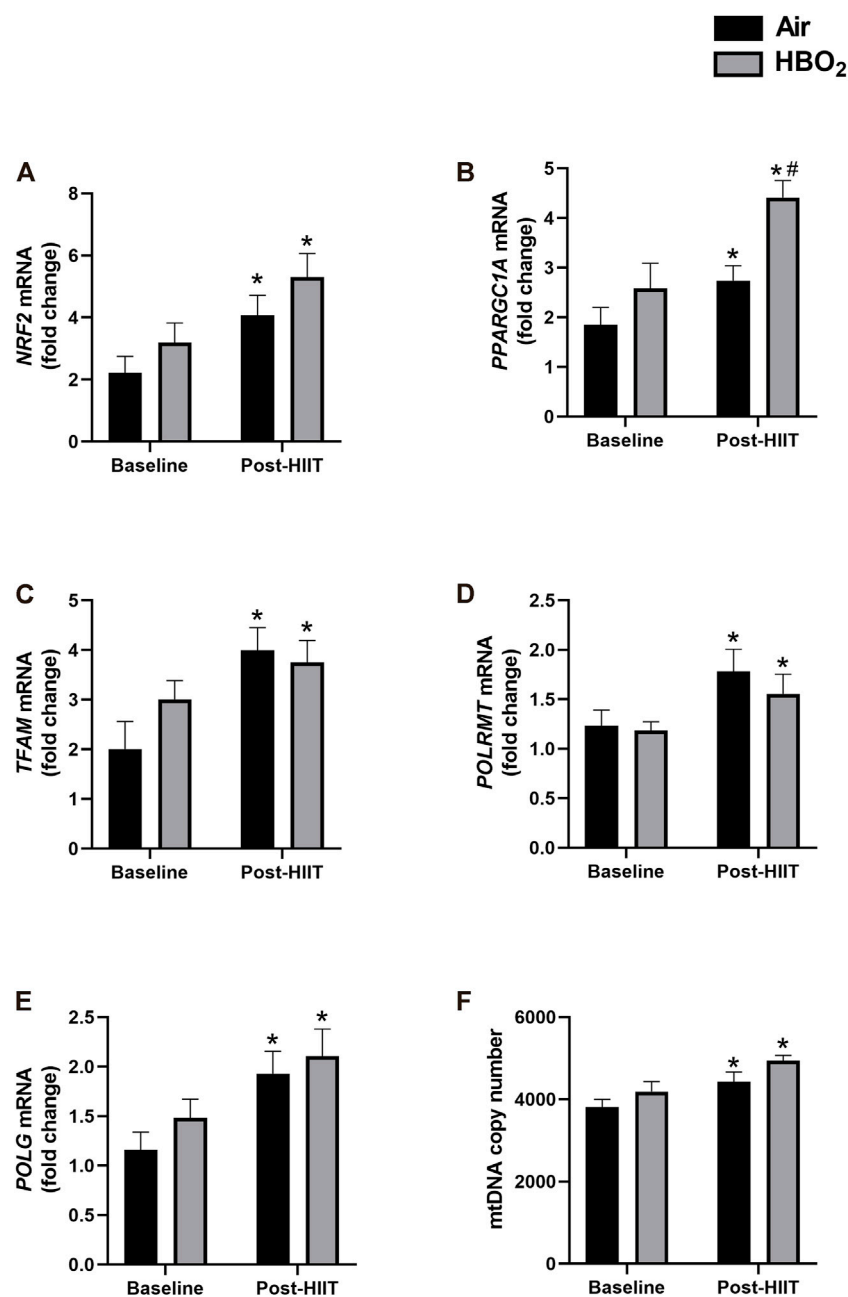 Air
HBO₂
A
NRF2 mRNA
(fold change)
8
6
4
2
0
*
*
Baseline
Post-HIIT
B
PPARGC1A mRNA
(fold change)
5
4
3
2
1
0
*
*#
Baseline
Post-HIIT
C
TFAM mRNA
(fold change)
5
4
3
2
1
0
*
*
Baseline
Post-HIIT
D
POLRMT mRNA
(fold change)
2.5
2.0
1.5
1.0
0.5
0.0
*
*
Baseline
Post-HIIT
E
POLG mRNA
(fold change)
2.5
2.0
1.5
1.0
0.5
0.0
*
*
Baseline
Post-HIIT
F
mtDNA copy number
6000
4000
2000
0
*
*
Baseline
Post-HIIT